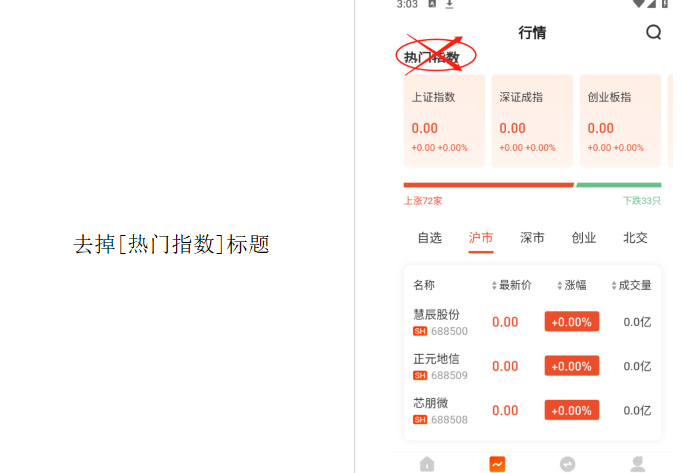 去掉[热门指数]标题
3:03
行情
热门指数
上证指数 深证成指 创业板指
0.00 0.00 0.00
+0.00 +0.00% +0.00 +0.00% +0.00 +0.00%
上涨72家 下跌33只
自选 沪市 深市 创业 北交
名称 最新价 涨幅 成交量
慧辰股份
0.00 +0.00% 0.0亿
SH 688500
正元地信
0.00 +0.00% 0.0亿
SH 688509
芯朋微
0.00 +0.00% 0.0亿
SH 688508